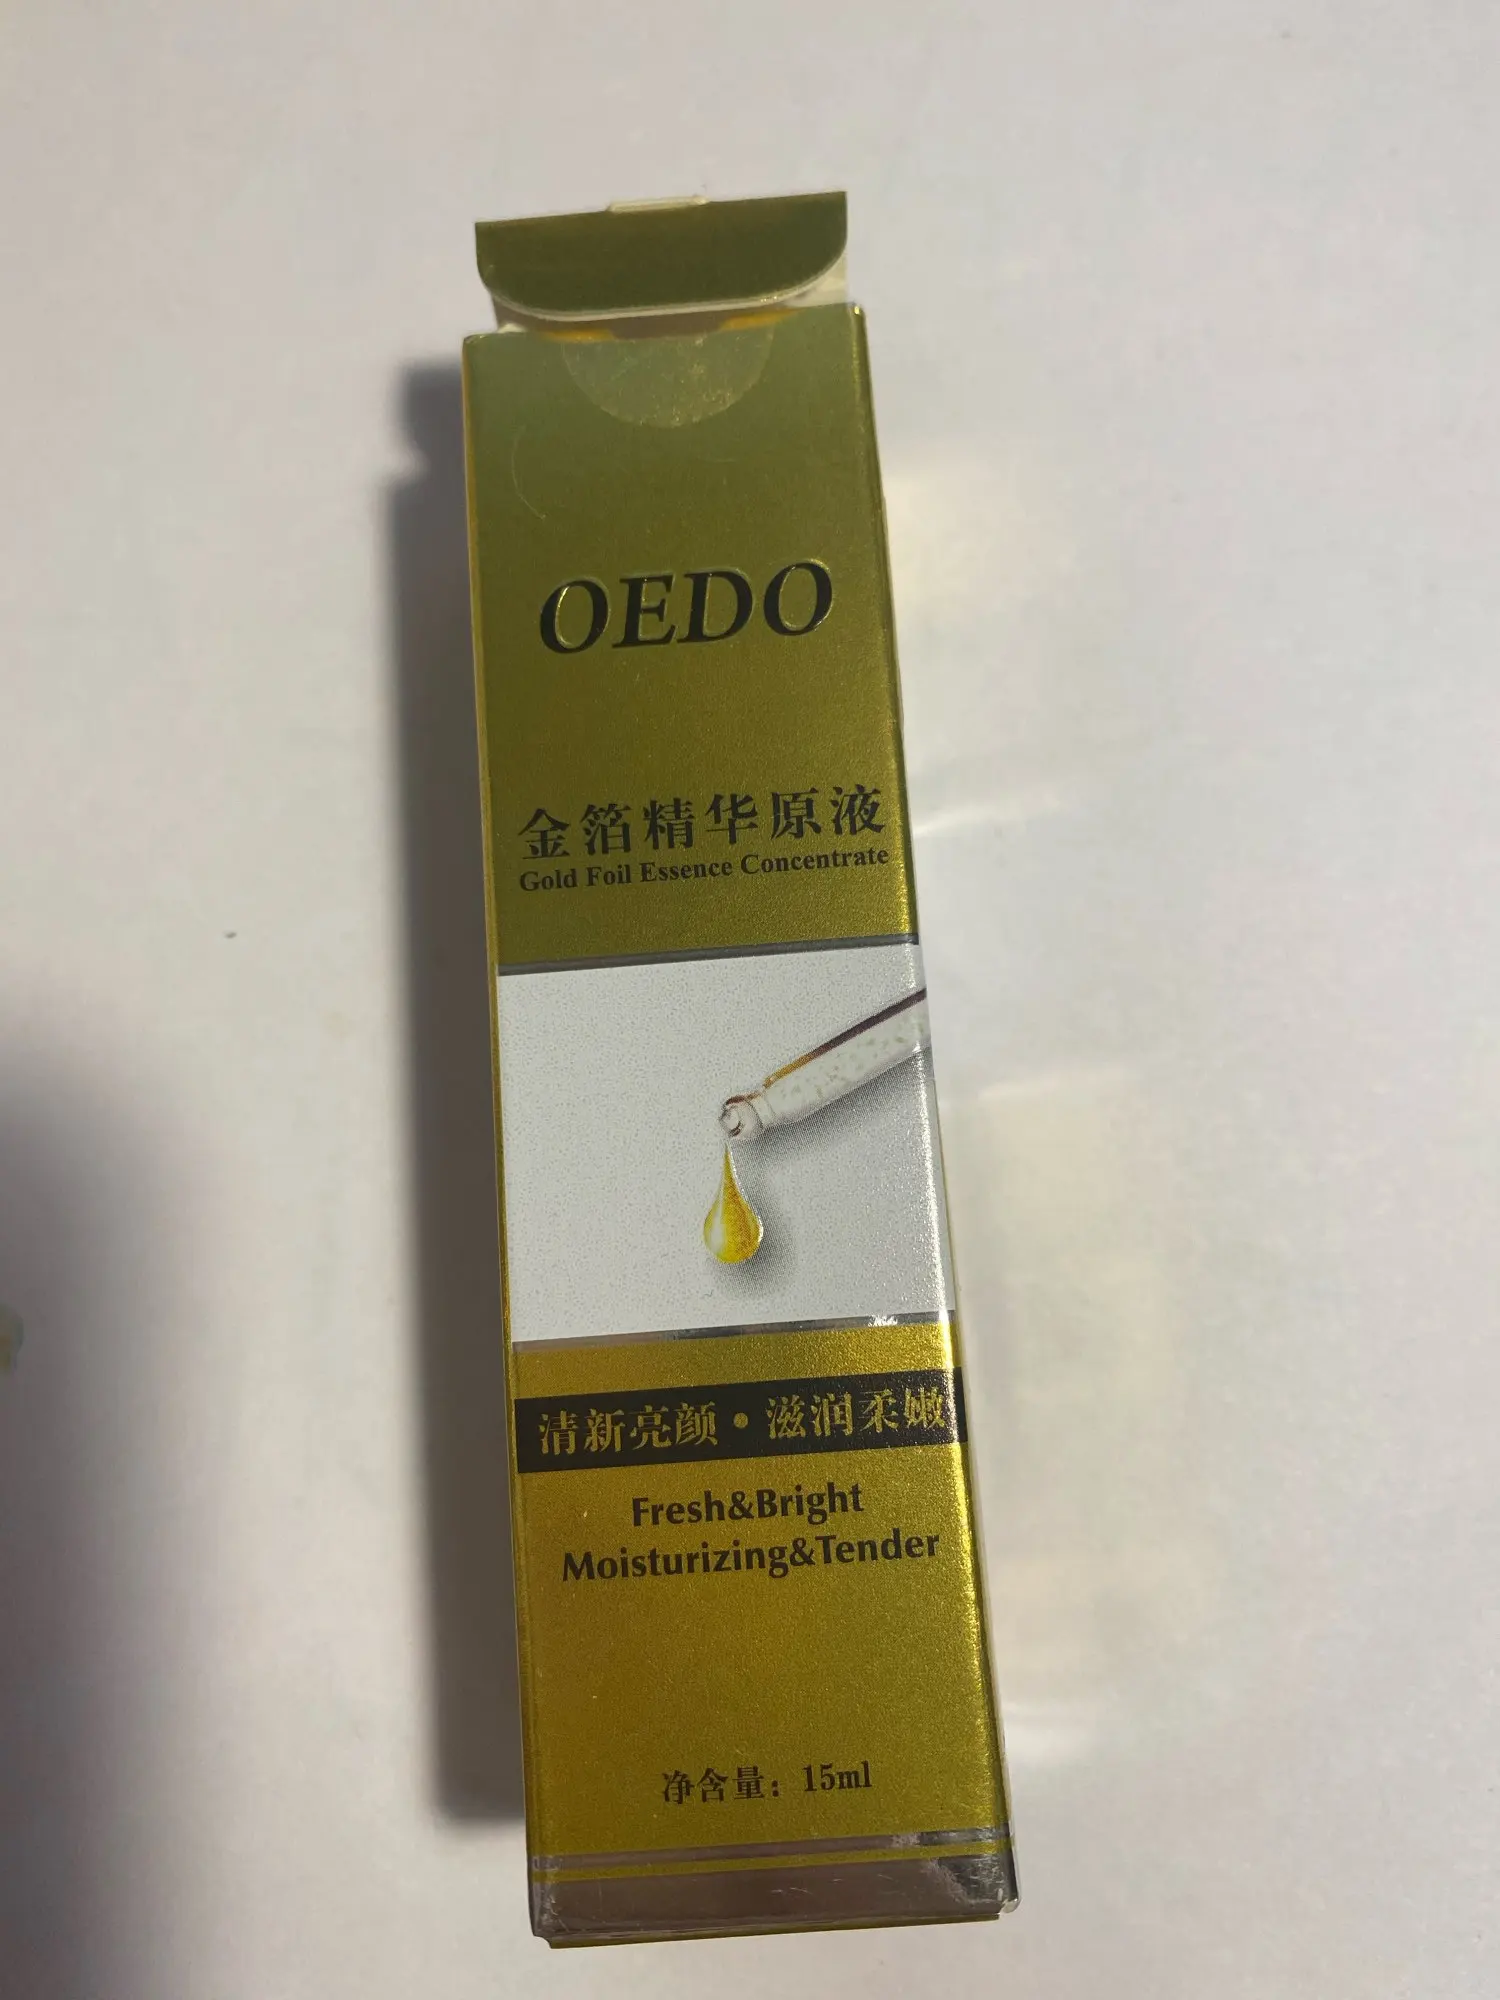 OEDO
金箔精华原液
Gold Foil Essence Concentrate
清新亮颜·滋润柔嫩
Fresh&Bright
Moisturizing&Tender
净含量：15ml